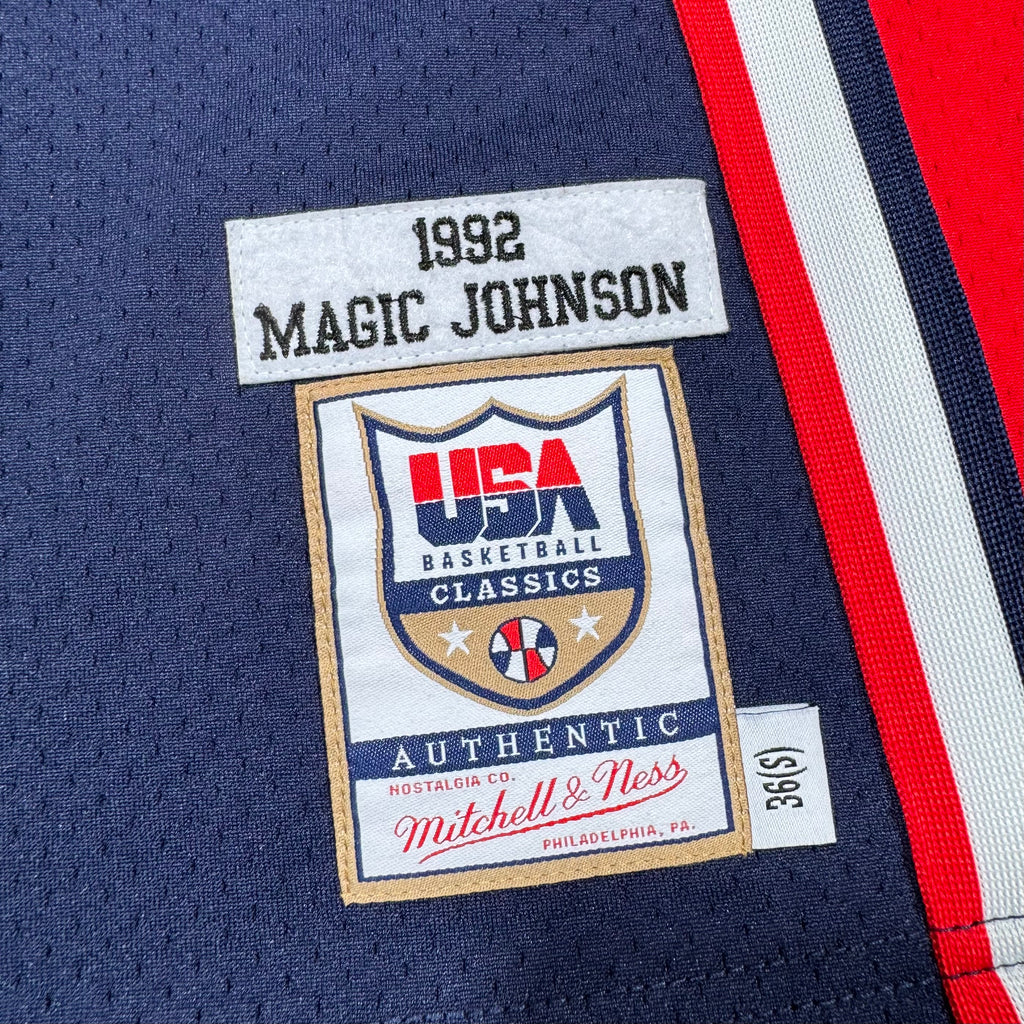 1992
MAGIC JOHNSON
USA
BASKETBALL
CLASSICS
AUTHENTIC
NOSTALGIA CO.
Mitchell & Ness
PHILADELPHIA, PA.
36(S)